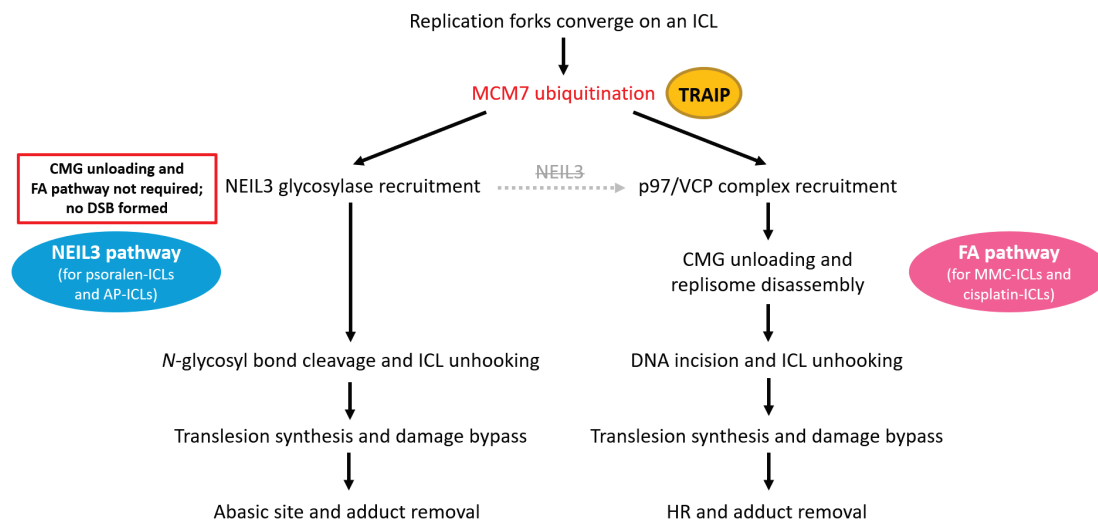 Replication forks converge on an ICL
MCM7 ubiquitination
TRAIP
CMG unloading and
FA pathway not required;
no DSB formed
NEIL3 glycosylase recruitment
NEIL3
p97/VCP complex recruitment
NEIL3 pathway
(for psoralen-ICLs
and AP-ICLs)
CMG unloading and
replisome disassembly
FA pathway
(for MMC-ICLs and
cisplatin-ICLs)
N-glycosyl bond cleavage and ICL unhooking
DNA incision and ICL unhooking
Translesion synthesis and damage bypass
Translesion synthesis and damage bypass
Abasic site and adduct removal
HR and adduct removal